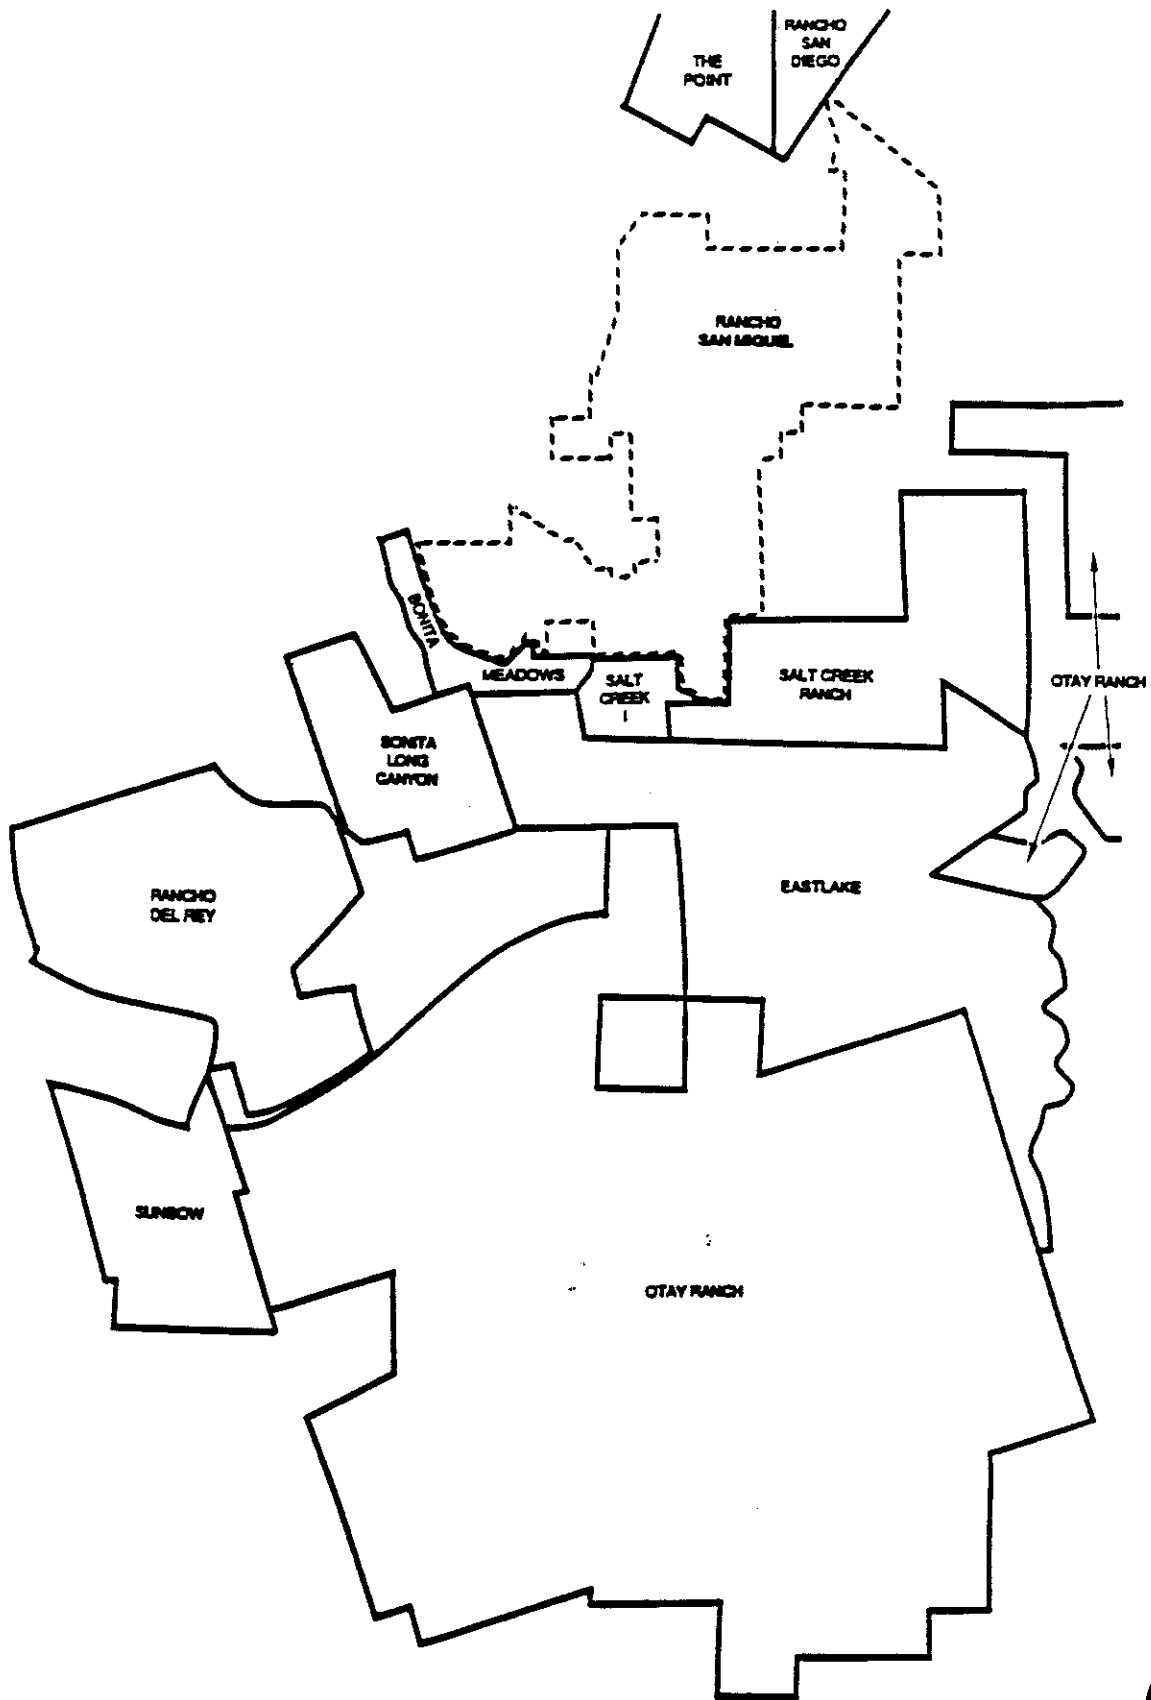 THE
POINT
RANCHO
SAN
DIEGO
RANCHO
SAN MIGUEL
BONITA
MEADOWS
SALT
CREEK
I
SALT CREEK
RANCH
OTAY RANCH
BONITA
LONG
CANYON
RANCHO
DEL REY
EASTLAKE
SUNBOW
OTAY RANCH